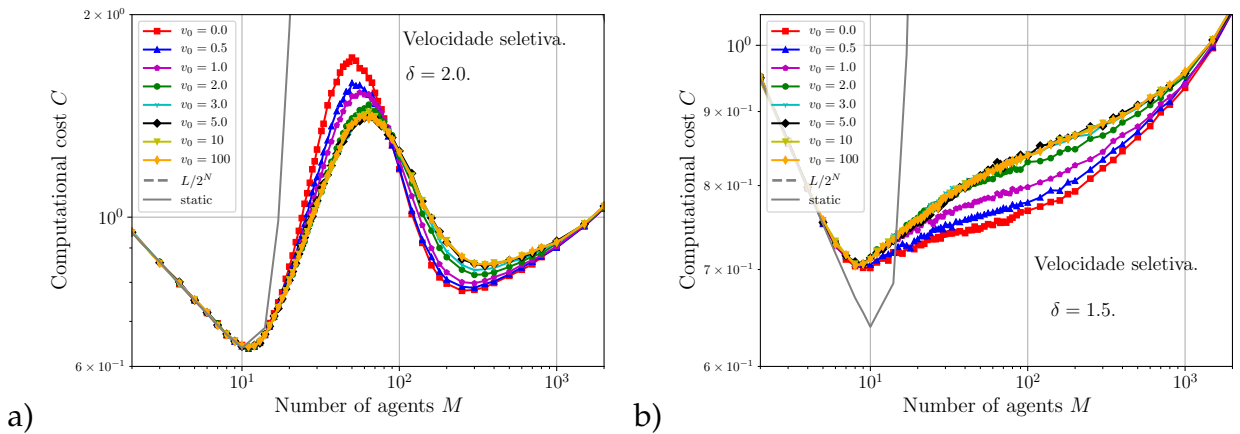 2 × 10⁰
10⁰
6 × 10⁻¹
Computational cost C
v₀ = 0.0
v₀ = 0.5
v₀ = 1.0
v₀ = 2.0
v₀ = 3.0
v₀ = 5.0
v₀ = 10
v₀ = 100
L/2ᴺ
static
Velocidade seletiva.
δ = 2.0.
10¹
10²
10³
Number of agents M
a)
10⁰
9 × 10⁻¹
8 × 10⁻¹
7 × 10⁻¹
6 × 10⁻¹
Computational cost C
v₀ = 0.0
v₀ = 0.5
v₀ = 1.0
v₀ = 2.0
v₀ = 3.0
v₀ = 5.0
v₀ = 10
v₀ = 100
L/2ᴺ
static
Velocidade seletiva.
δ = 1.5.
10¹
10²
10³
Number of agents M
b)